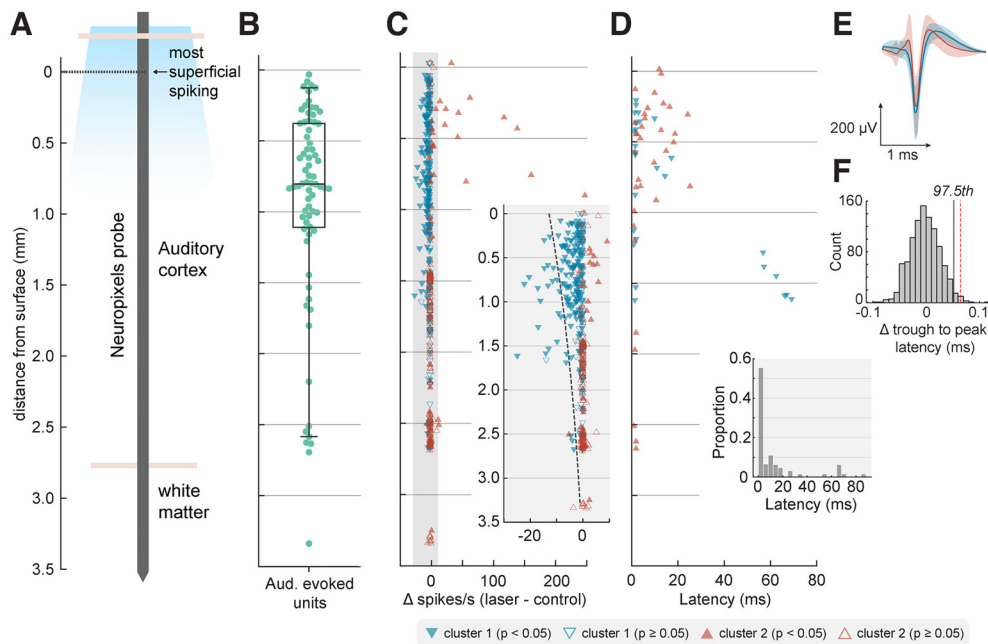 A
B
C
D
E
F
most
superficial
spiking
distance from surface (mm)
0
0.5
1.0
1.5
2.0
2.5
3.0
3.5
Neuropixels probe
Auditory
cortex
white
matter
Aud. evoked
units
0
0.5
1.0
1.5
2.0
2.5
3.0
3.5
-20
0
0
100
200
Δ spikes/s (laser - control)
0
20
40
60
80
Latency (ms)
200 µV
1 ms
97.5th
Count
160
80
0
-0.1
0
0.1
Δ trough to peak
latency (ms)
Proportion
0.6
0.4
0.2
0
0
20
40
60
80
Latency (ms)
cluster 1 (p < 0.05)
cluster 1 (p ≥ 0.05)
cluster 2 (p < 0.05)
cluster 2 (p ≥ 0.05)